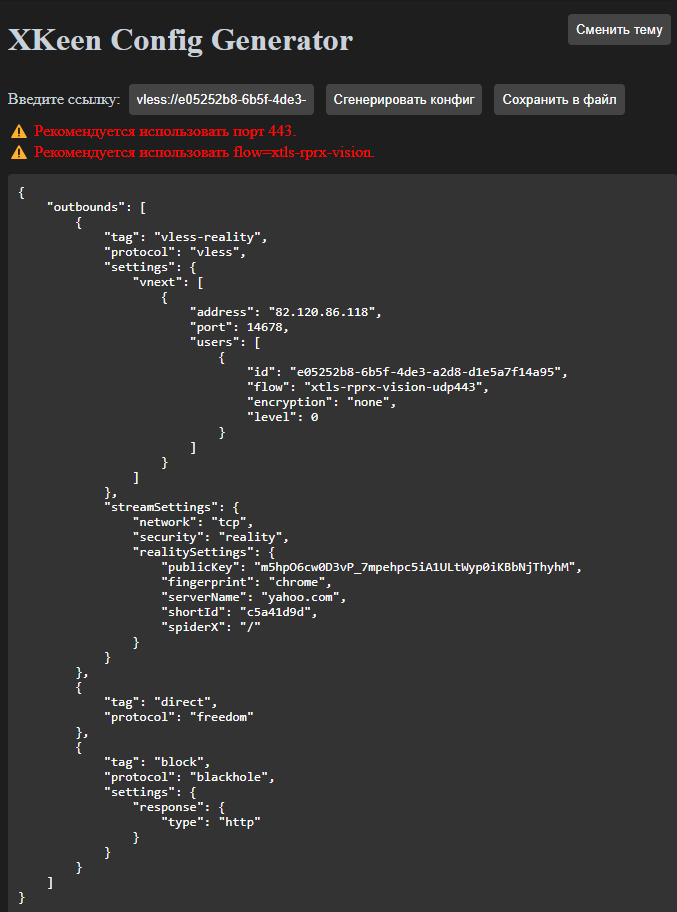 XKeen Config Generator
Сменить тему
Введите ссылку: vless://e05252b8-6b5f-4de3- Сгенерировать конфиг Сохранить в файл
⚠ Рекомендуется использовать порт 443.
⚠ Рекомендуется использовать flow=xtls-rprx-vision.
{
    "outbounds": [
        {
            "tag": "vless-reality",
            "protocol": "vless",
            "settings": {
                "vnext": [
                    {
                        "address": "82.120.86.118",
                        "port": 14678,
                        "users": [
                            {
                                "id": "e05252b8-6b5f-4de3-a2d8-d1e5a7f14a95",
                                "flow": "xtls-rprx-vision-udp443",
                                "encryption": "none",
                                "level": 0
                            }
                        ]
                    }
                ]
            },
            "streamSettings": {
                "network": "tcp",
                "security": "reality",
                "realitySettings": {
                    "publicKey": "m5hpO6cw0D3vP_7mpehpc5iA1ULtWyp0iKBbNjThyhM",
                    "fingerprint": "chrome",
                    "serverName": "yahoo.com",
                    "shortId": "c5a41d9d",
                    "spiderX": "/"
                }
            }
        },
        {
            "tag": "direct",
            "protocol": "freedom"
        },
        {
            "tag": "block",
            "protocol": "blackhole",
            "settings": {
                "response": {
                    "type": "http"
                }
            }
        }
    ]
}